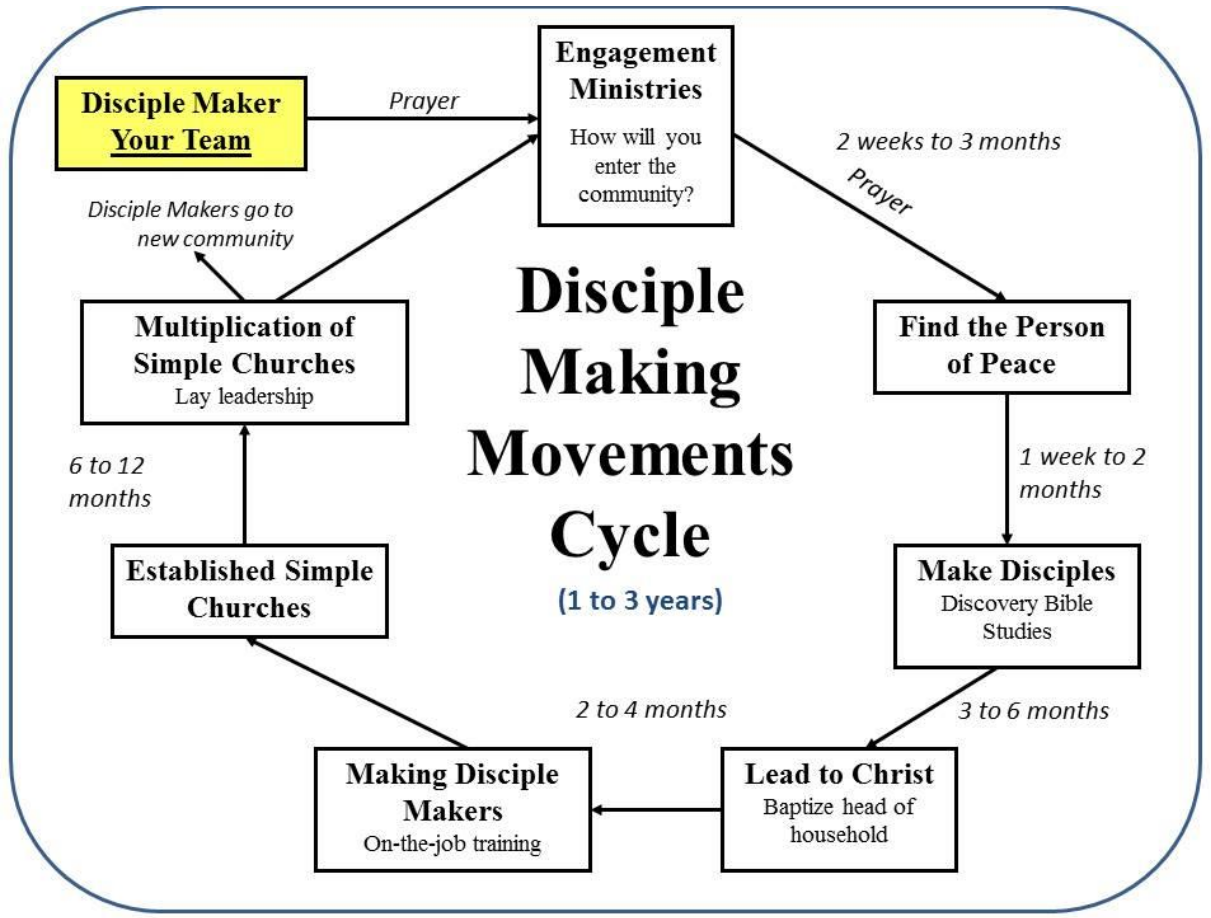 Disciple Maker
Your Team
Prayer
Engagement
Ministries
How will you
enter the
community?
2 weeks to 3 months
Prayer
Find the Person
of Peace
1 week to 2
months
Make Disciples
Discovery Bible
Studies
3 to 6 months
Lead to Christ
Baptize head of
household
2 to 4 months
Making Disciple
Makers
On-the-job training
Established Simple
Churches
6 to 12
months
Multiplication of
Simple Churches
Lay leadership
Disciple Makers go to
new community
Disciple
Making
Movements
Cycle
(1 to 3 years)